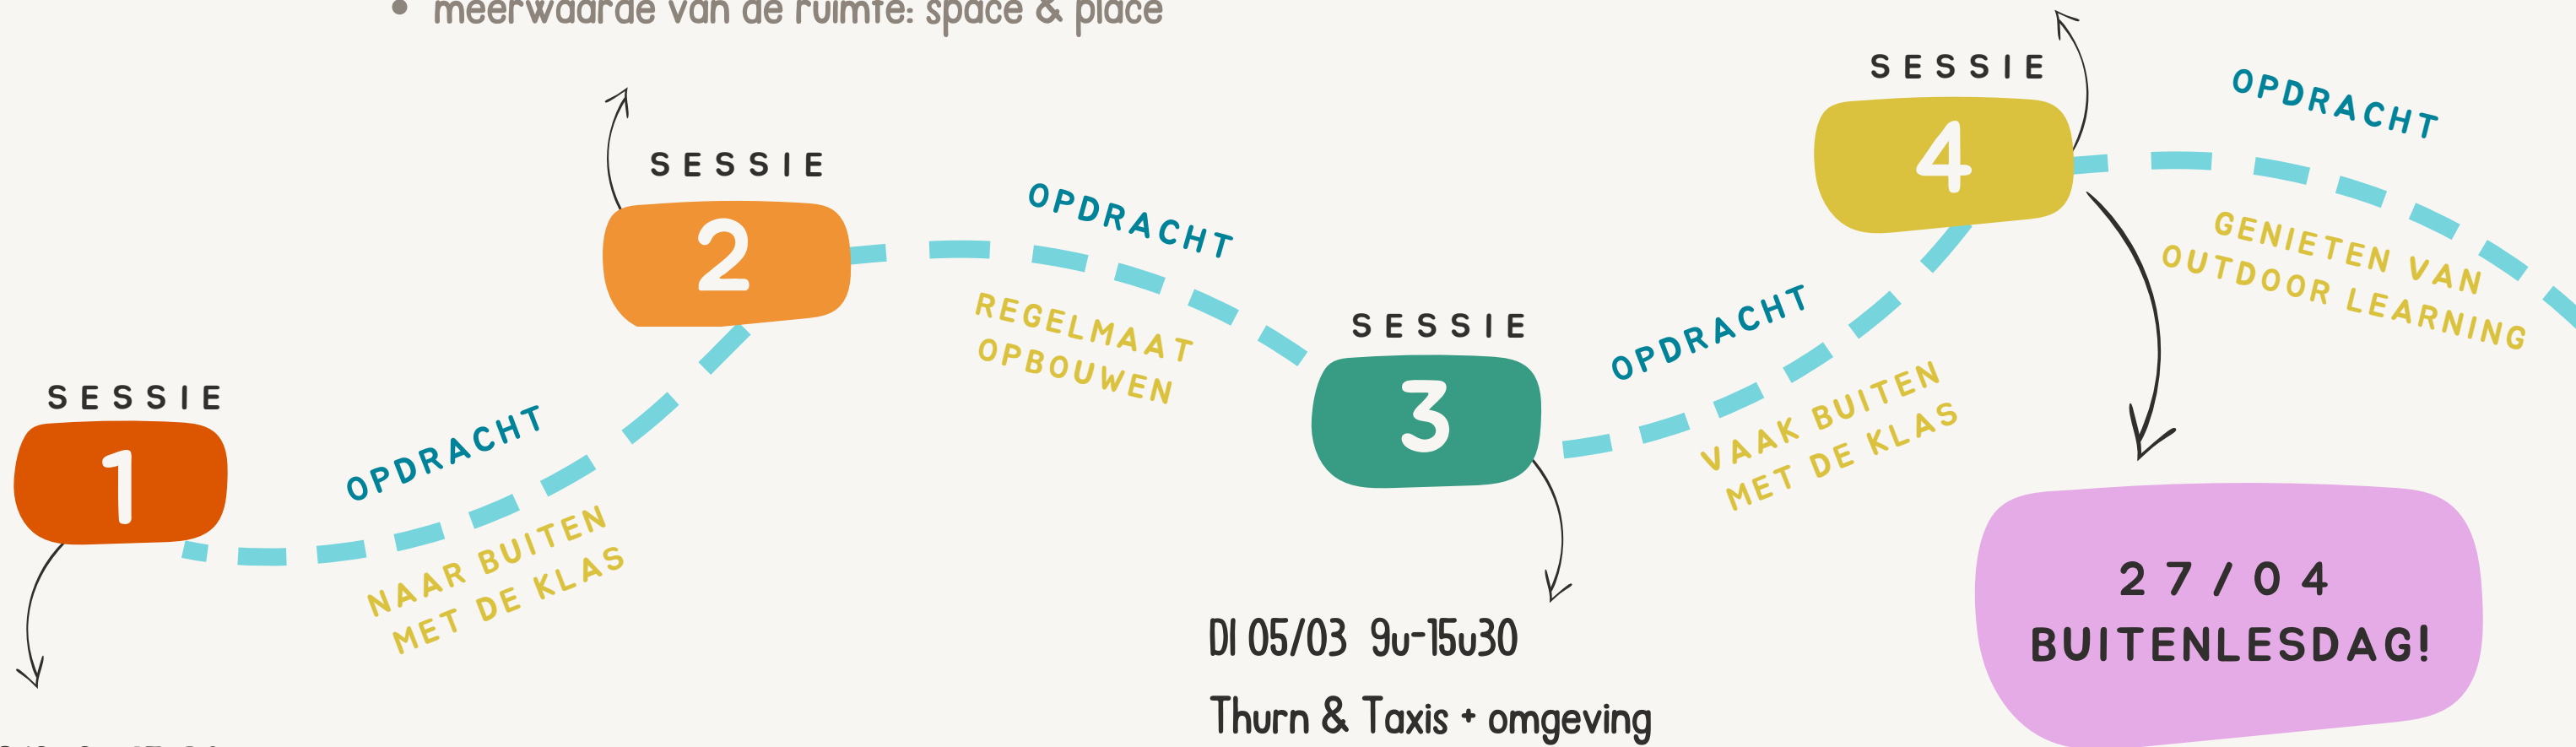 • meerwaarde van de ruimte: space & place
SESSIE
1
OPDRACHT
NAAR BUITEN
MET DE KLAS
SESSIE
2
OPDRACHT
REGELMAAT
OPBOUWEN
SESSIE
3
DI 05/03 9u-15u30
Thurn & Taxis + omgeving
OPDRACHT
VAAK BUITEN
MET DE KLAS
SESSIE
4
OPDRACHT
GENIETEN VAN
OUTDOOR LEARNING
27/04
BUITENLESDAG!